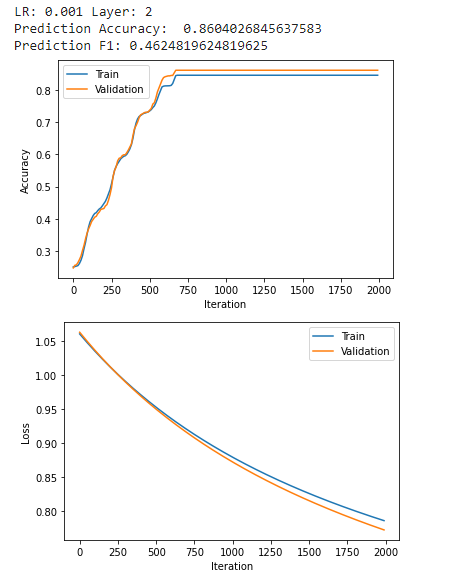 LR: 0.001 Layer: 2
Prediction Accuracy:  0.8604026845637583
Prediction F1: 0.4624819624819625
Train
Validation
0.8
0.7
0.6
0.5
0.4
0.3
Accuracy
0 250 500 750 1000 1250 1500 1750 2000
Iteration
Train
Validation
1.05
1.00
0.95
0.90
0.85
0.80
Loss
0 250 500 750 1000 1250 1500 1750 2000
Iteration